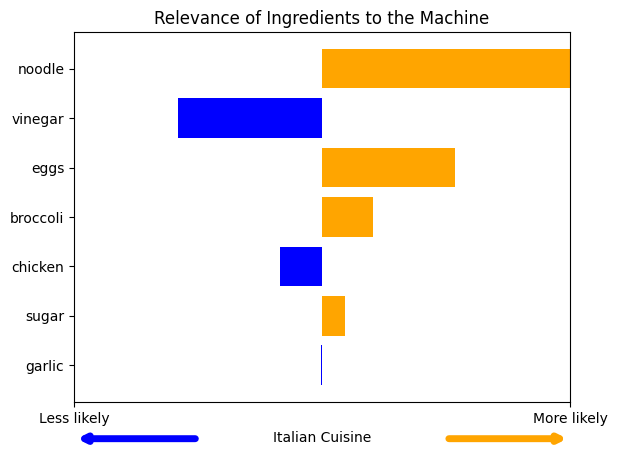 Relevance of Ingredients to the Machine
noodle
vinegar
eggs
broccoli
chicken
sugar
garlic
Less likely
More likely
Italian Cuisine